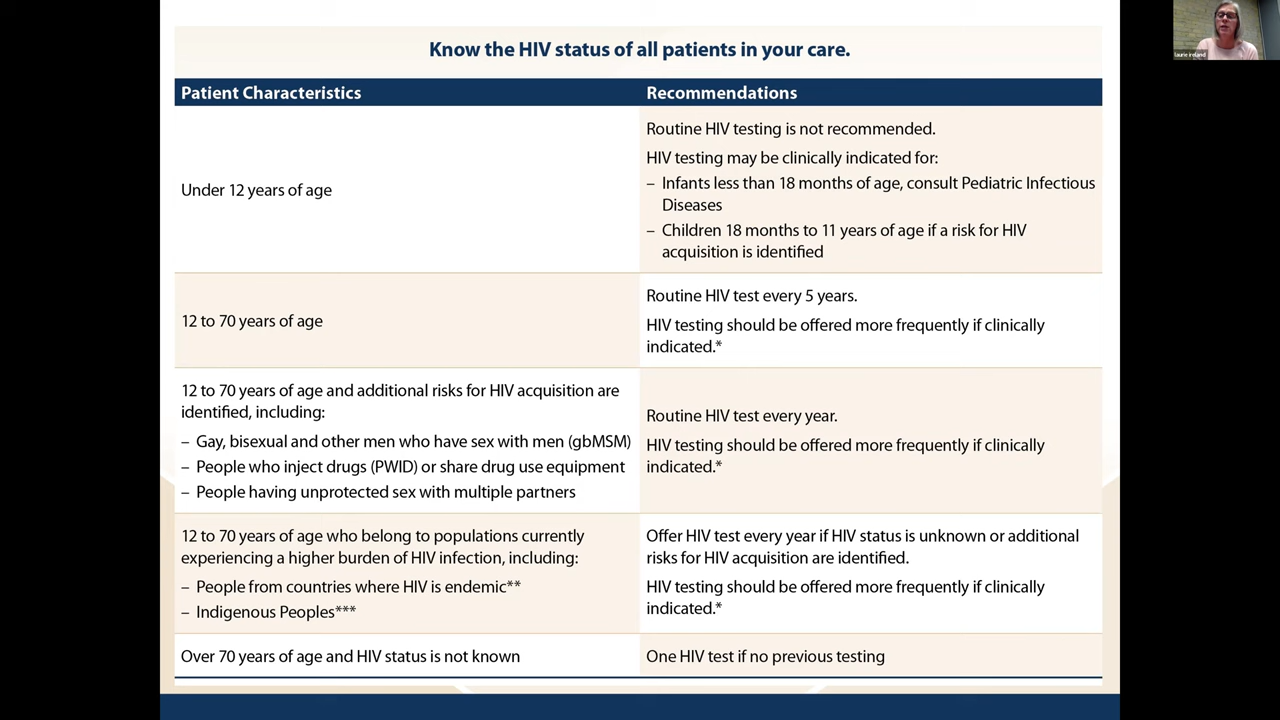 Know the HIV status of all patients in your care.
Patient Characteristics
Recommendations
Under 12 years of age
Routine HIV testing is not recommended.
HIV testing may be clinically indicated for:
– Infants less than 18 months of age, consult Pediatric Infectious
Diseases
– Children 18 months to 11 years of age if a risk for HIV
acquisition is identified
12 to 70 years of age
Routine HIV test every 5 years.
HIV testing should be offered more frequently if clinically
indicated.*
12 to 70 years of age and additional risks for HIV acquisition are
identified, including:
– Gay, bisexual and other men who have sex with men (gbMSM)
– People who inject drugs (PWID) or share drug use equipment
– People having unprotected sex with multiple partners
Routine HIV test every year.
HIV testing should be offered more frequently if clinically
indicated.*
12 to 70 years of age who belong to populations currently
experiencing a higher burden of HIV infection, including:
– People from countries where HIV is endemic**
– Indigenous Peoples***
Offer HIV test every year if HIV status is unknown or additional
risks for HIV acquisition are identified.
HIV testing should be offered more frequently if clinically
indicated.*
Over 70 years of age and HIV status is not known
One HIV test if no previous testing
laurie ireland